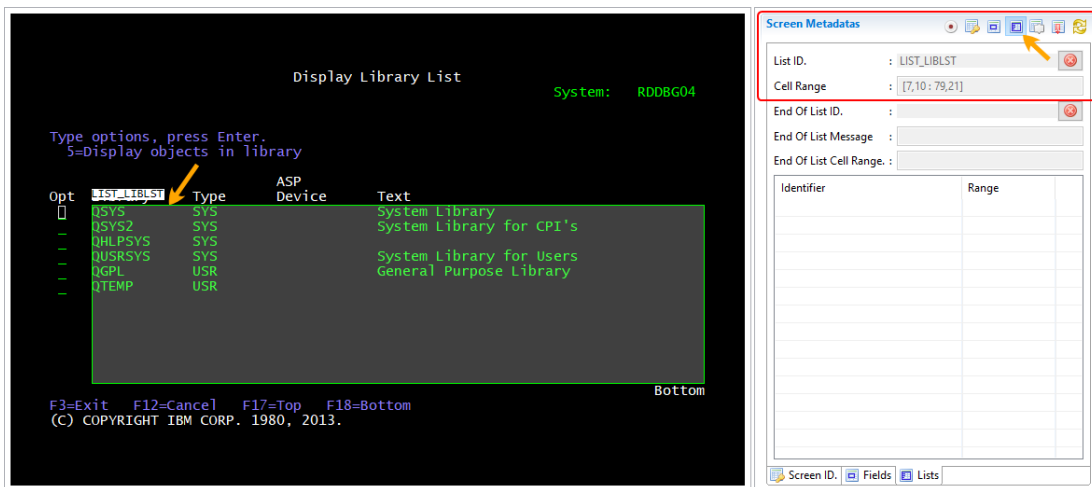 Display Library List
System: RDDBG04
Type options, press Enter.
5=Display objects in library
ASP
Opt LIST_LIBLST Type Device Text
QSYS SYS System Library
QSYS2 SYS System Library for CPI's
QHLPSYS SYS
QUSRSYS SYS System Library for Users
QGPL USR General Purpose Library
QTEMP USR
Bottom
F3=Exit F12=Cancel F17=Top F18=Bottom
(C) COPYRIGHT IBM CORP. 1980, 2013.
Screen Metadatas
List ID. : LIST_LIBLST
Cell Range : [7,10 : 79,21]
End Of List ID. :
End Of List Message :
End Of List Cell Range. :
Identifier Range
Screen ID. Fields Lists